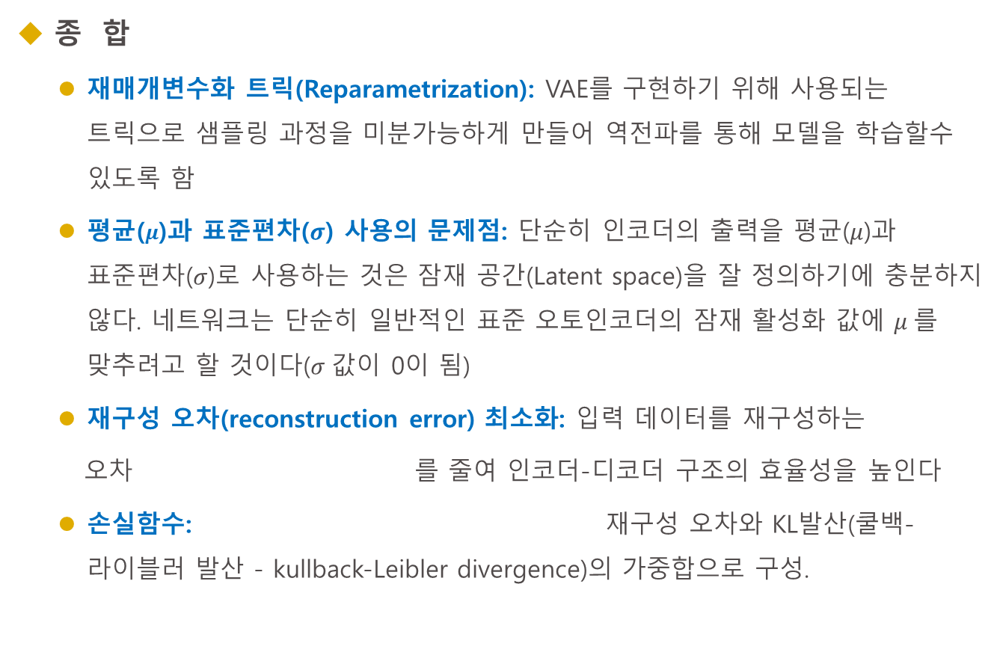 종 합
재매개변수화 트릭(Reparametrization): VAE를 구현하기 위해 사용되는
트릭으로 샘플링 과정을 미분가능하게 만들어 역전파를 통해 모델을 학습할수
있도록 함
평균(𝜇)과 표준편차(𝜎) 사용의 문제점: 단순히 인코더의 출력을 평균(𝜇)과
표준편차(𝜎)로 사용하는 것은 잠재 공간(Latent space)을 잘 정의하기에 충분하지
않다. 네트워크는 단순히 일반적인 표준 오토인코더의 잠재 활성화 값에 𝜇 를
맞추려고 할 것이다(𝜎 값이 0이 됨)
재구성 오차(reconstruction error) 최소화: 입력 데이터를 재구성하는
오차 를 줄여 인코더-디코더 구조의 효율성을 높인다
손실함수: 재구성 오차와 KL발산(쿨백-
라이블러 발산 - kullback-Leibler divergence)의 가중합으로 구성.